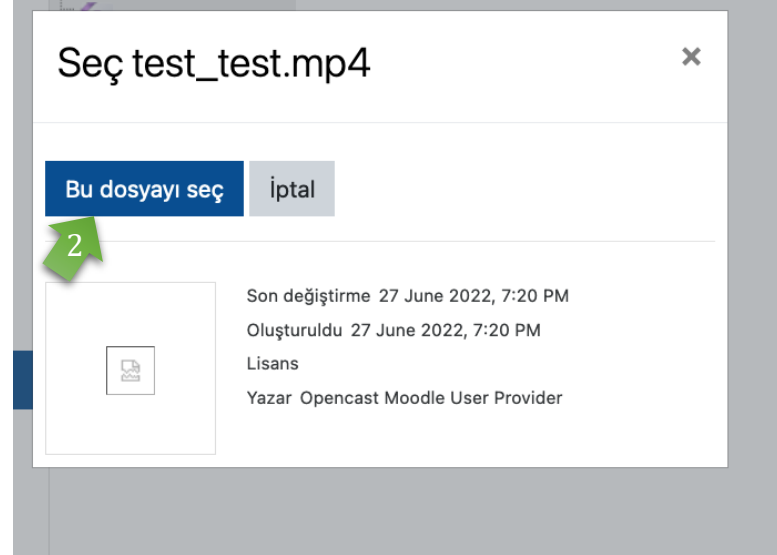 Seç test_test.mp4
×
Bu dosyayı seç
İptal
2
Son değiştirme 27 June 2022, 7:20 PM
Oluşturuldu 27 June 2022, 7:20 PM
Lisans
Yazar Opencast Moodle User Provider